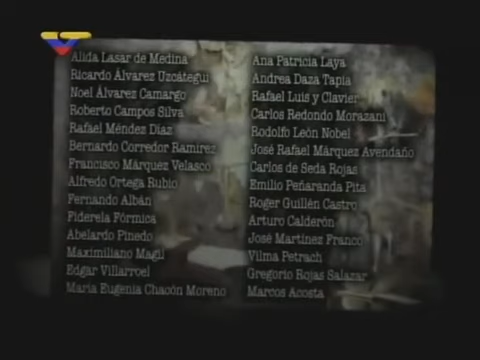 Alida Lasar de Medina
Ricardo Álvarez Uzcátegui
Noel Álvarez Camargo
Roberto Campos Silva
Rafael Méndez Díaz
Bernardo Corredor Ramírez
Francisco Márquez Velasco
Alfredo Ortega Rubio
Fernando Albán
Fiderela Fórmica
Abelardo Pinedo
Maximiliano Magil
Edgar Villarroel
María Eugenia Chacón Moreno
Ana Patricia Laya
Andrea Daza Tapia
Rafael Luis y Clavier
Carlos Redondo Morazani
Rodolfo León Nobel
José Rafael Márquez Avendaño
Carlos de Seda Rojas
Emilio Peñaranda Pita
Roger Guillén Castro
Arturo Calderón
José Martínez Franco
Vilma Petrach
Gregorio Rojas Salazar
Marcos Acosta